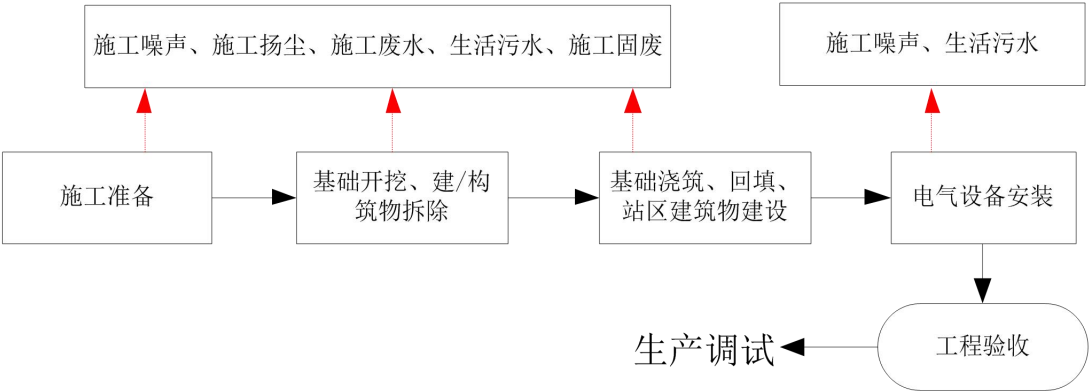 施工噪声、施工扬尘、施工废水、生活污水、施工固废
施工噪声、生活污水
施工准备
基础开挖、建/构
筑物拆除
基础浇筑、回填、
站区建筑物建设
电气设备安装
工程验收
生产调试